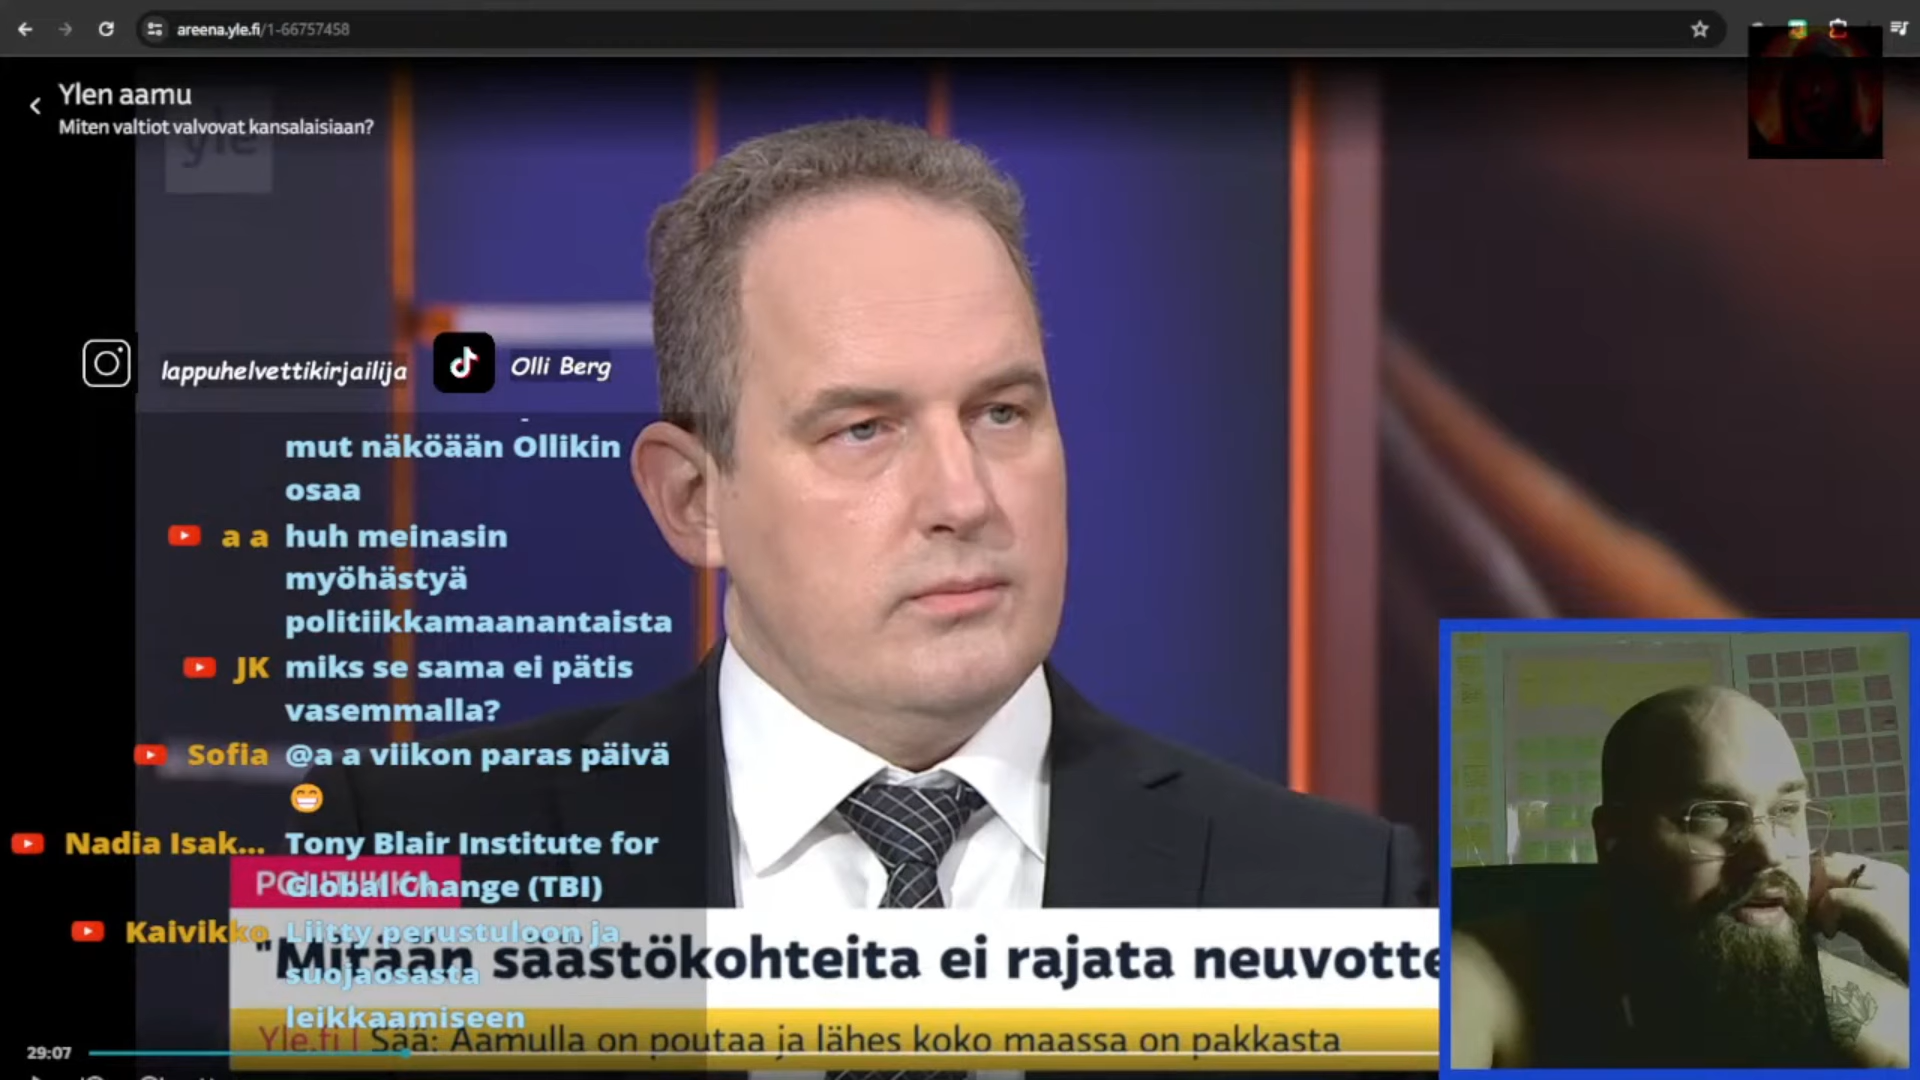 areena.yle.fi/1-66757458
Ylen aamu
Miten valtiot valvovat kansalaisiaan?
yle
lappuhelvettikirjailija
Olli Berg
mut näköään Ollikin
osaa
a a huh meinasin
myöhästyä
politiikkamaanantaista
JK miks se sama ei pätis
vasemmalla?
Sofia @a a viikon paras päivä
😁
Nadia Isak... Tony Blair Institute for
Global Change (TBI)
POLITIIKKA
Kaivikko Liitty perustuloon ja
suojaosasta
leikkaamiseen
"Mitään säästökohteita ei rajata neuvotte
Yle.fi | Sää: Aamulla on poutaa ja lähes koko maassa on pakkasta
29:07